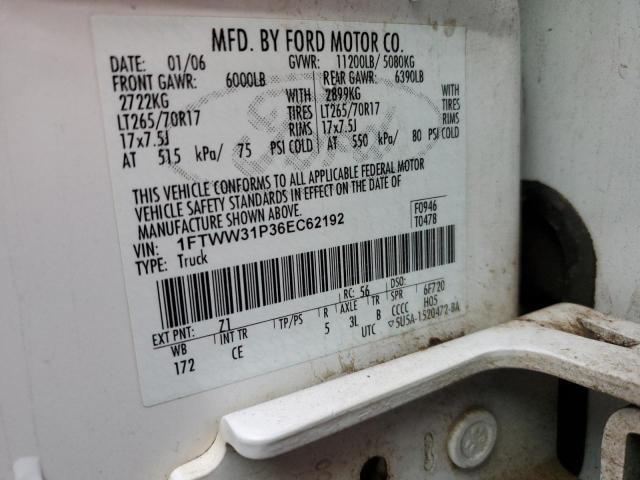 MFD. BY FORD MOTOR CO.
DATE: 01/06 GVWR: 11200LB/ 5080KG
FRONT GAWR: 6000LB REAR GAWR: 6390LB
2722KG WITH 2899KG WITH
LT265/70R17 TIRES LT265/70R17 TIRES
17x7.5J RIMS 17x7.5J RIMS
AT 515 kPa/ 75 PSI COLD AT 550 kPa/ 80 PSI COLD
THIS VEHICLE CONFORMS TO ALL APPLICABLE FEDERAL MOTOR
VEHICLE SAFETY STANDARDS IN EFFECT ON THE DATE OF
MANUFACTURE SHOWN ABOVE.
F0946
VIN: 1FTWW31P36EC62192 T0478
TYPE: Truck
RC: 56 DSO:
EXT PNT: Z1 6F720
WB INT TR TP/PS R AXLE TR SPR H05
172 CE 5 3L B CCCC
UTC 5U5A-1520472-BA